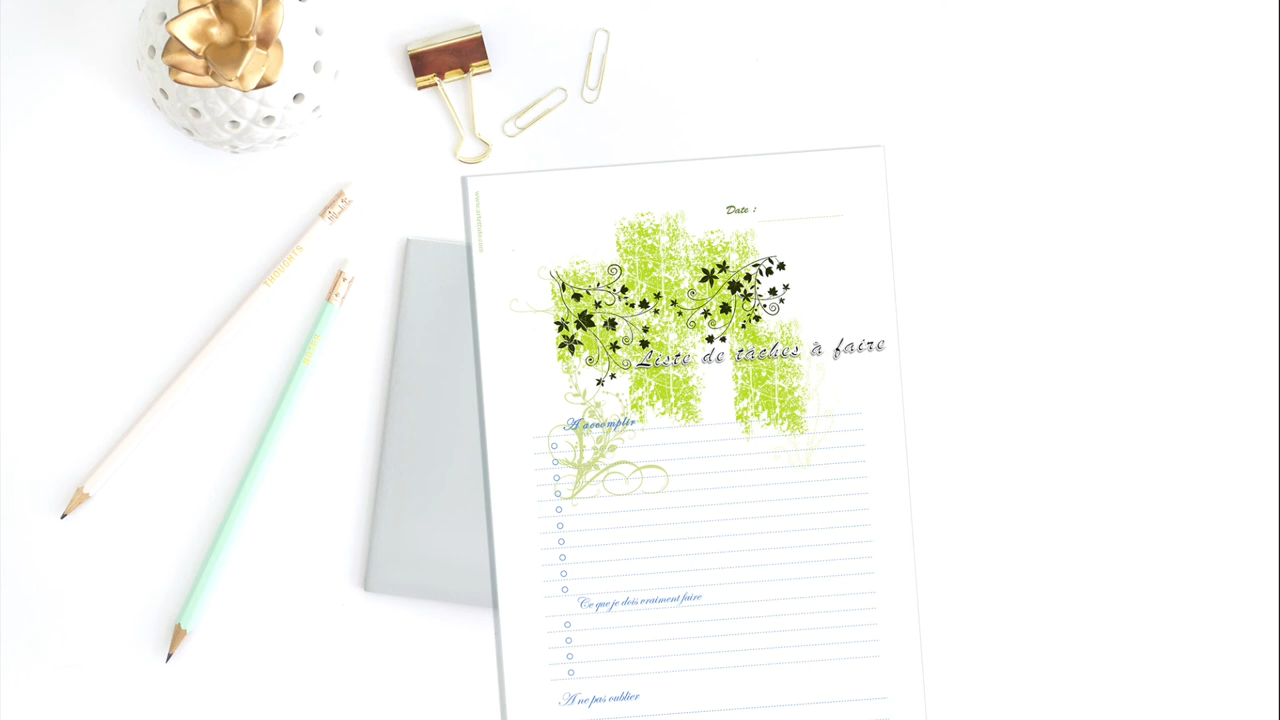 Date :
Liste de tâches à faire
A accomplir
Ce que je dois vraiment faire
A ne pas oublier
THOUGHTS